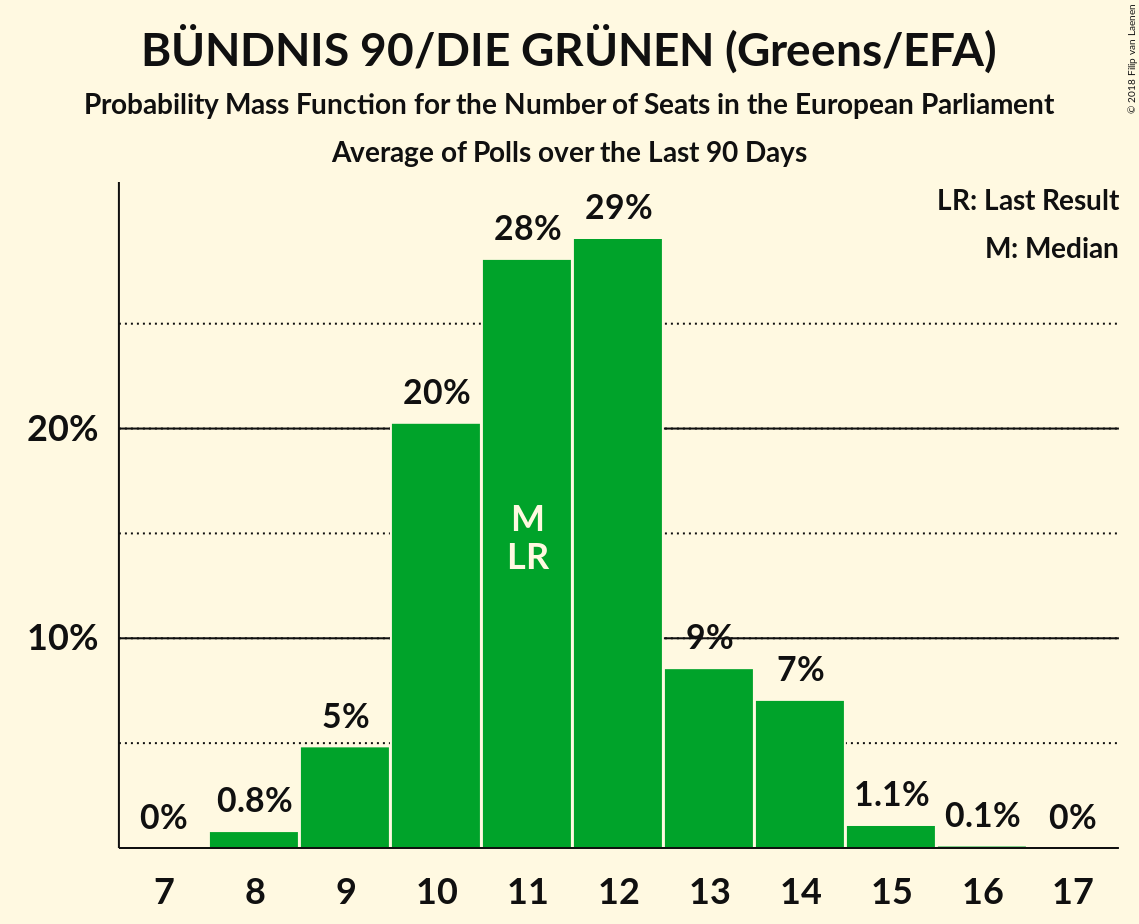 BÜNDNIS 90/DIE GRÜNEN (Greens/EFA)
Probability Mass Function for the Number of Seats in the European Parliament
Average of Polls over the Last 90 Days
© 2018 Filip van Laenen
LR: Last Result
M: Median
29%
28%
20%
20%
M
LR
10%
9%
7%
5%
0%
0.8%
1.1%
0.1%
0%
7 8 9 10 11 12 13 14 15 16 17